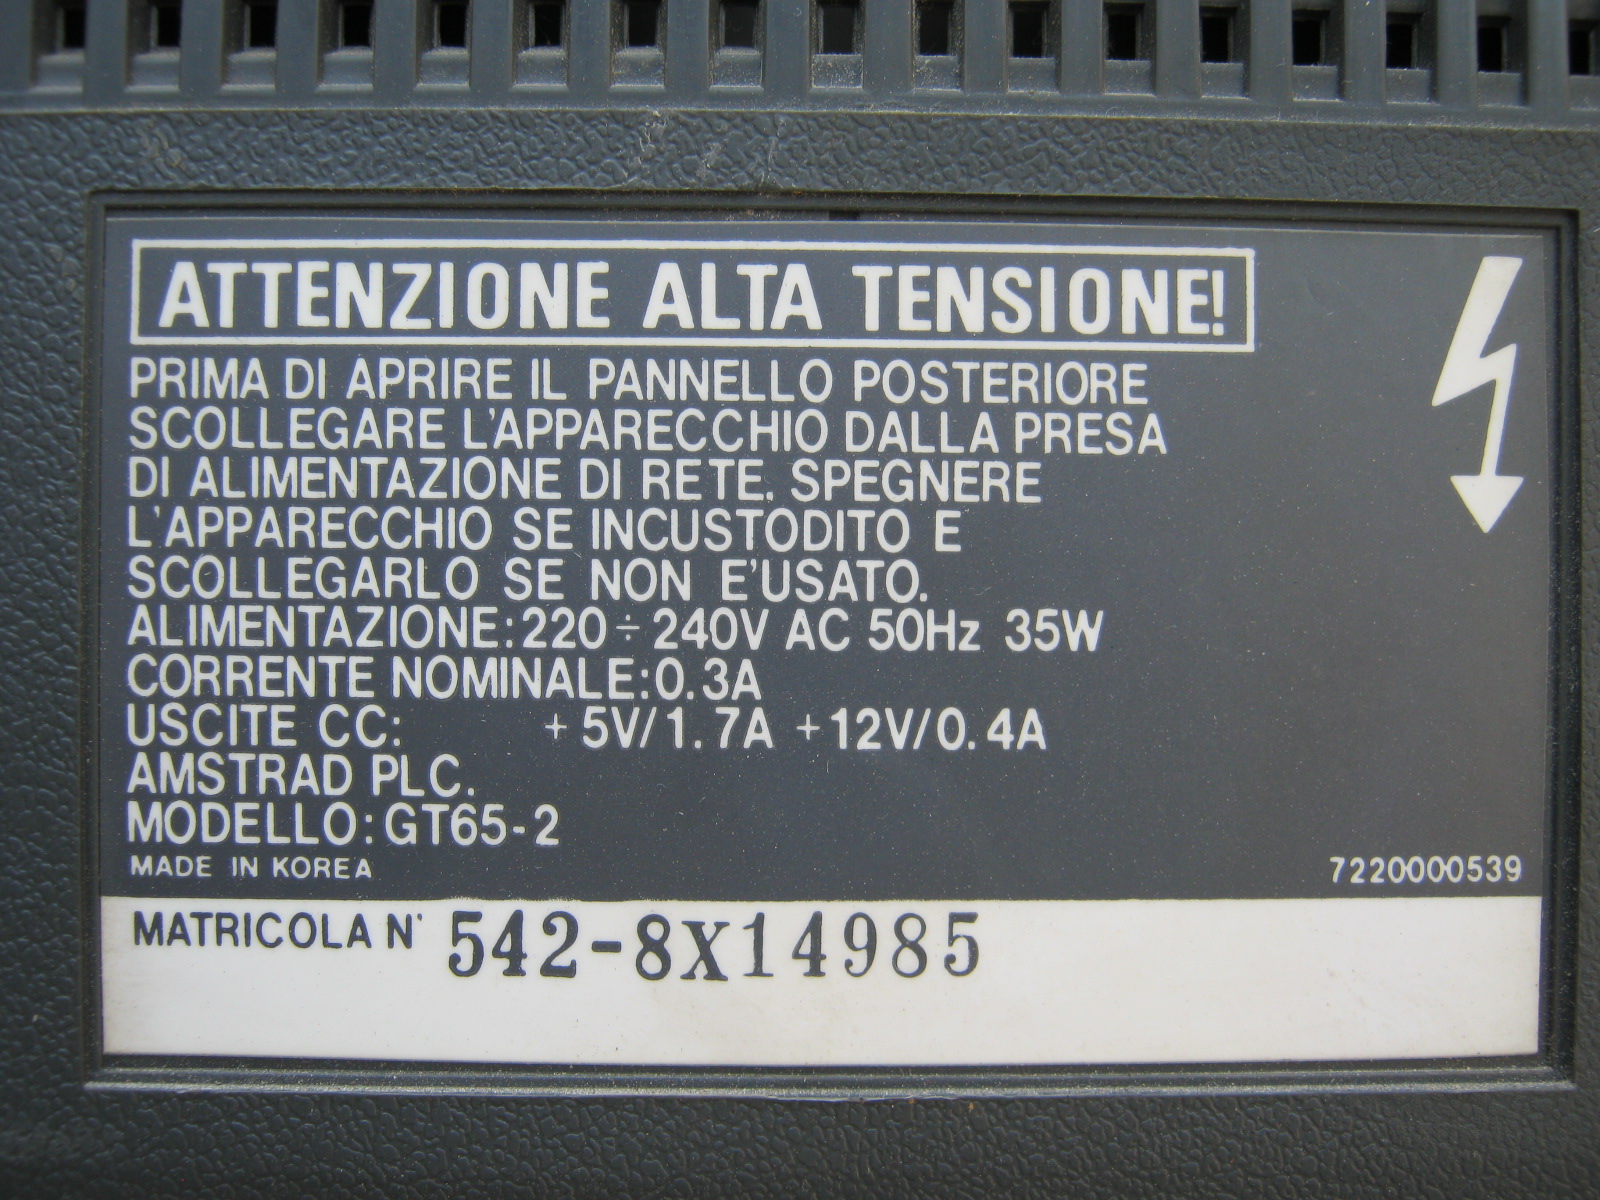 ATTENZIONE ALTA TENSIONE!
PRIMA DI APRIRE IL PANNELLO POSTERIORE
SCOLLEGARE L'APPARECCHIO DALLA PRESA
DI ALIMENTAZIONE DI RETE. SPEGNERE
L'APPARECCHIO SE INCUSTODITO E
SCOLLEGARLO SE NON E'USATO.
ALIMENTAZIONE:220÷240V AC 50Hz 35W
CORRENTE NOMINALE:0.3A
USCITE CC: +5V/1.7A +12V/0.4A
AMSTRAD PLC.
MODELLO:GT65-2
MADE IN KOREA 7220000539
MATRICOLA N° 542-8X14985